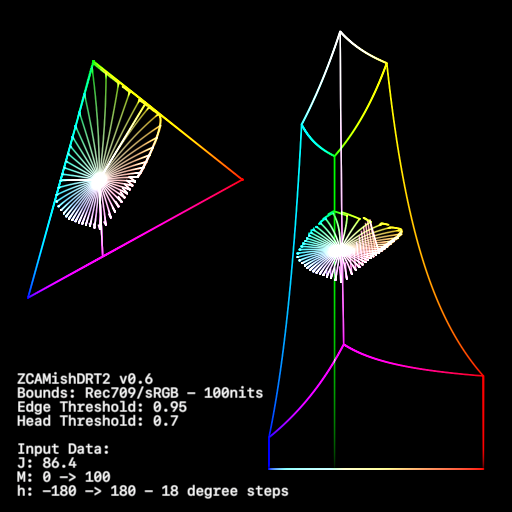 ZCAMishDRT2 v0.6
Bounds: Rec709/sRGB - 100nits
Edge Threshold: 0.95
Head Threshold: 0.7
Input Data:
J: 86.4
M: 0 -> 100
h: -180 -> 180 - 18 degree steps